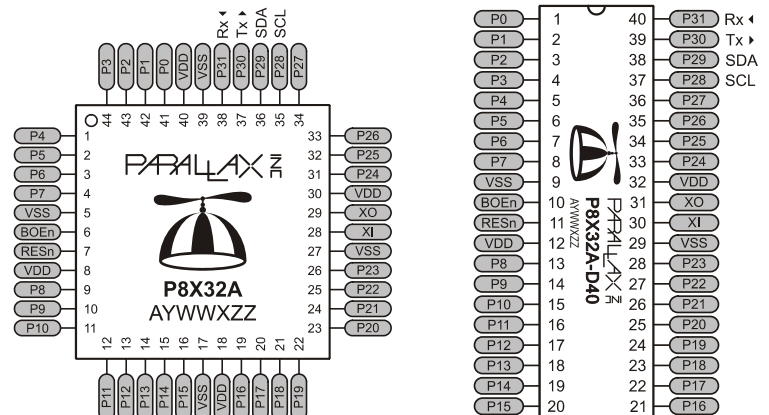 Rx ◂
Tx ▸
SDA
SCL
P3 P2 P1 P0 VDD VSS P31 P30 P29 P28 P27
44 43 42 41 40 39 38 37 36 35 34
P4 1 33 P26
P5 2 32 P25
P6 3 31 P24
P7 4 30 VDD
VSS 5 29 XO
BOEn 6 28 XI
RESn 7 27 VSS
VDD 8 26 P23
P8 9 25 P22
P9 10 24 P21
P10 11 23 P20
PARALLAX INC
P8X32A
AYWWXZZ
12 13 14 15 16 17 18 19 20 21 22
P11 P12 P13 P14 P15 VSS VDD P16 P17 P18 P19
P0 1 40 P31 Rx ◂
P1 2 39 P30 Tx ▸
P2 3 38 P29 SDA
P3 4 37 P28 SCL
P4 5 36 P27
P5 6 35 P26
P6 7 34 P25
P7 8 33 P24
VSS 9 32 VDD
BOEn 10 31 XO
RESn 11 30 XI
VDD 12 29 VSS
P8 13 28 P23
P9 14 27 P22
P10 15 26 P21
P11 16 25 P20
P12 17 24 P19
P13 18 23 P18
P14 19 22 P17
P15 20 21 P16
PARALLAX INC
P8X32A-D40
AYWWXZZ